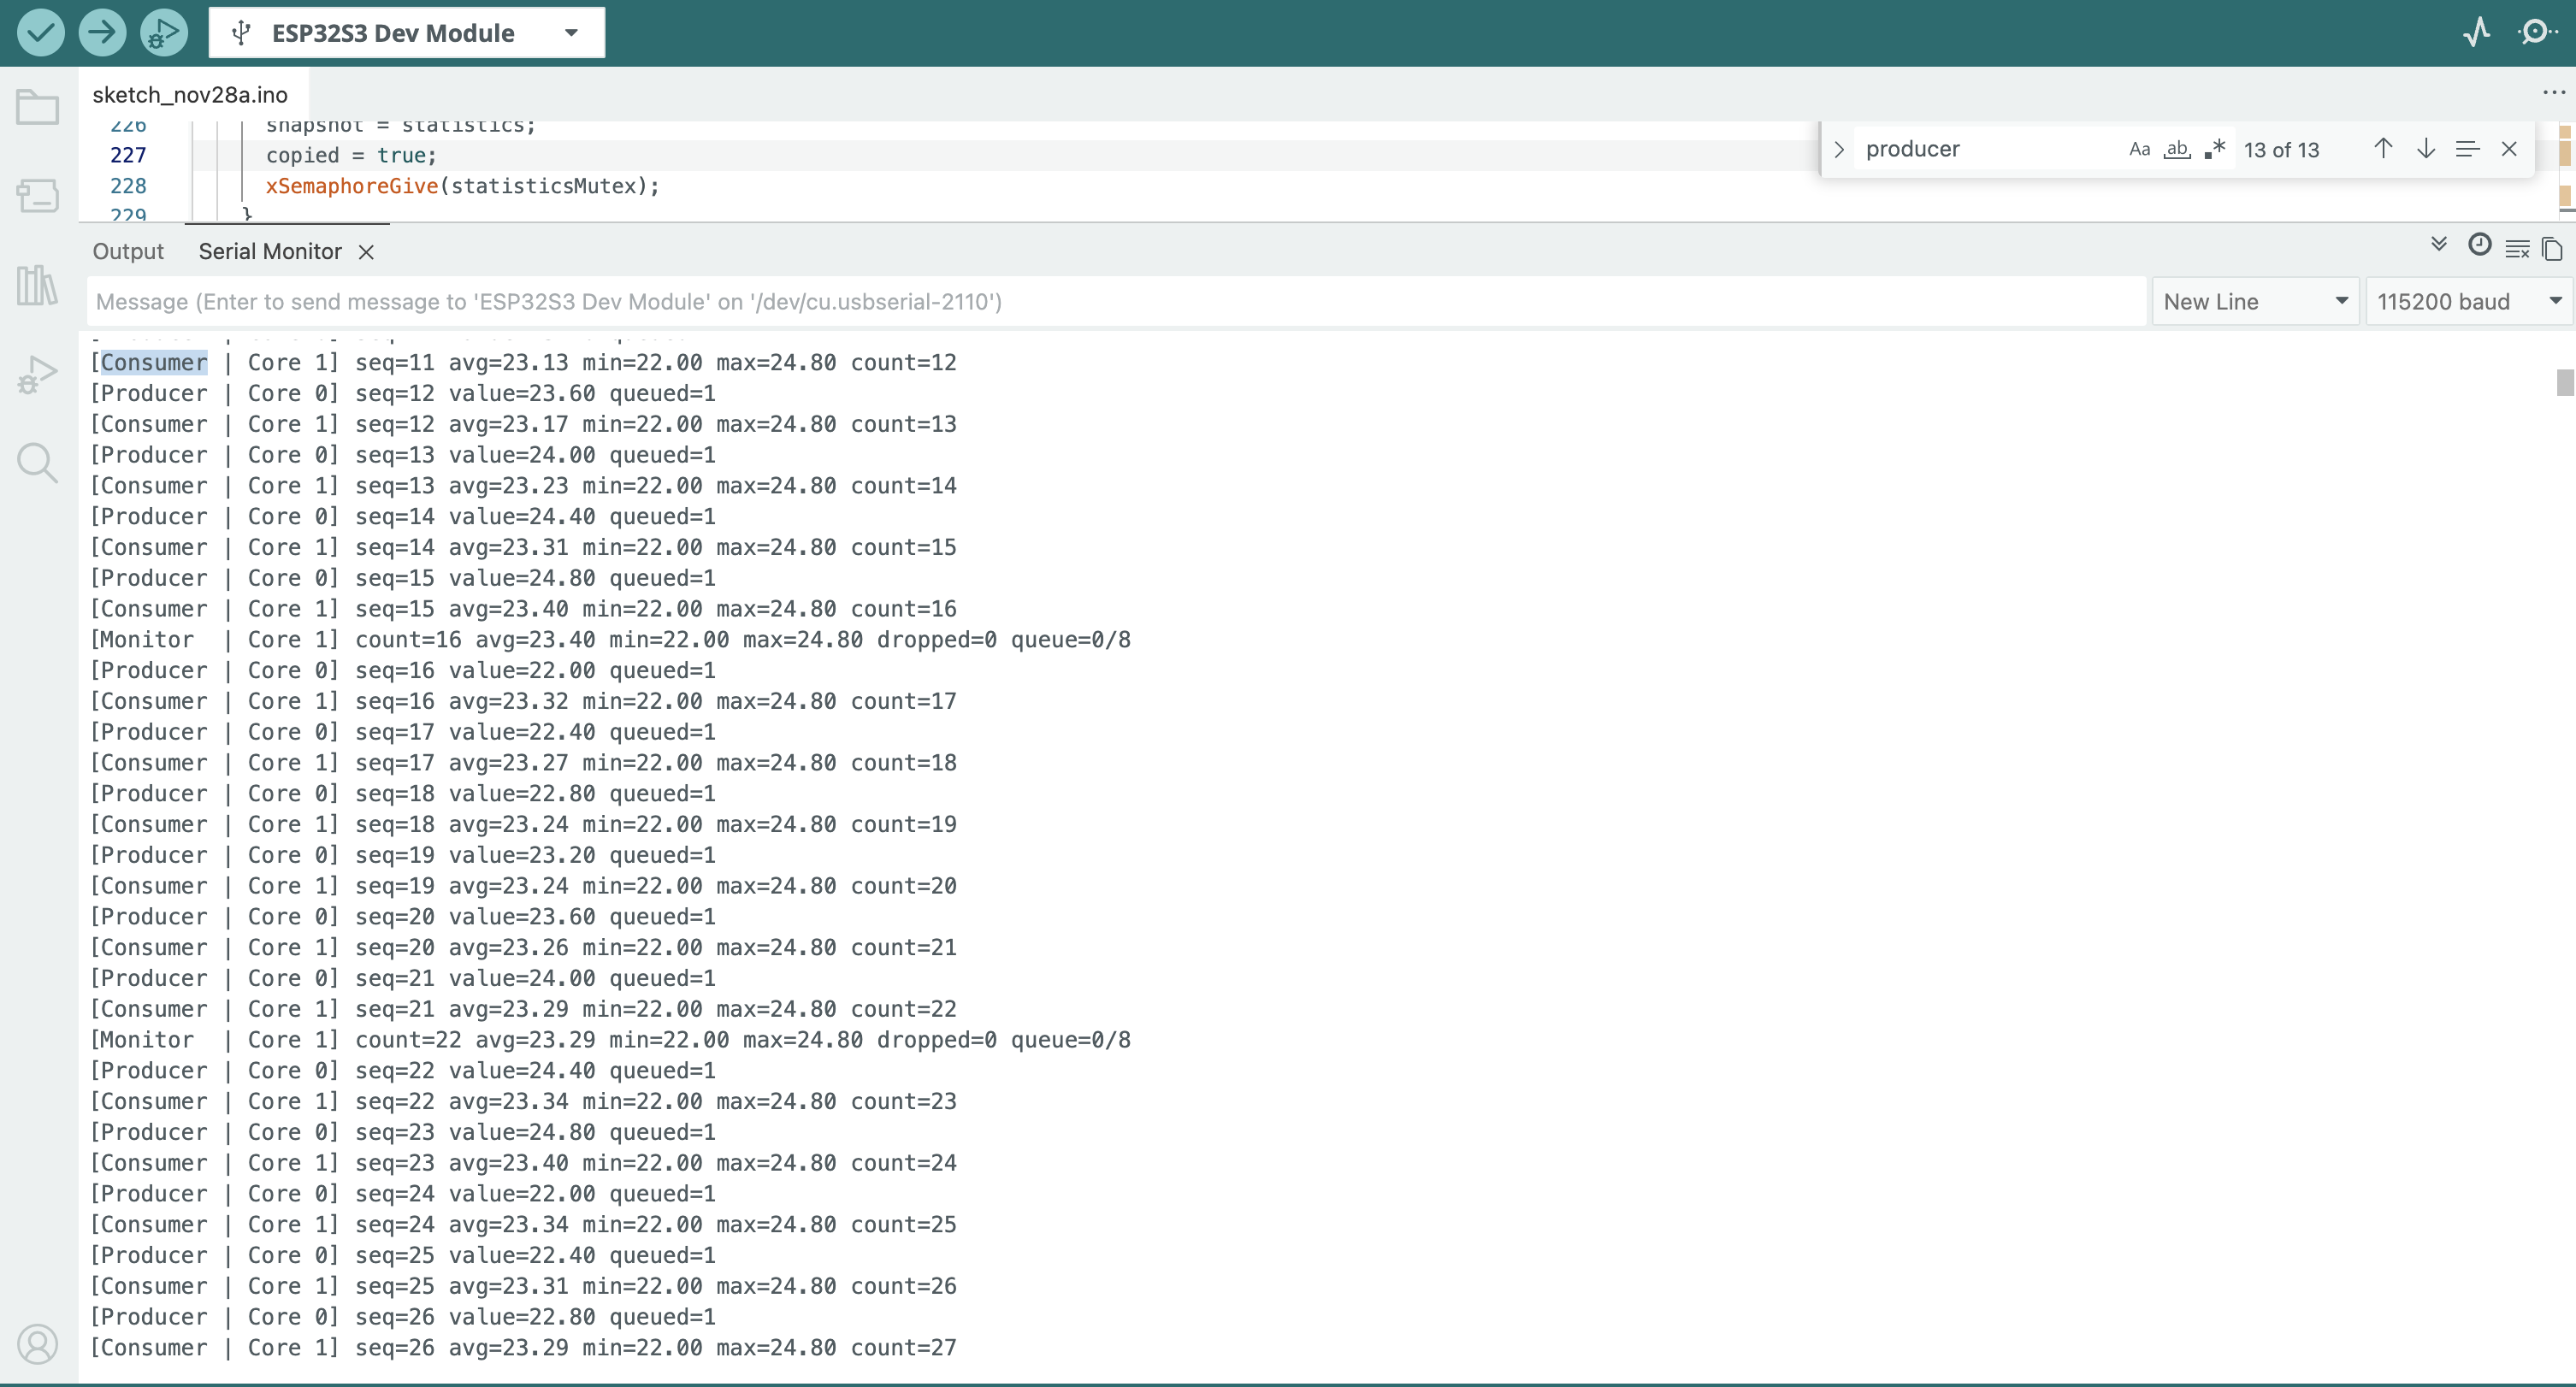 ESP32S3 Dev Module
sketch_nov28a.ino
226 snapshot = statistics;
227 copied = true;
228 xSemaphoreGive(statisticsMutex);
229 }
producer Aa ab .* 13 of 13
Output Serial Monitor
Message (Enter to send message to 'ESP32S3 Dev Module' on '/dev/cu.usbserial-2110') New Line 115200 baud
[Consumer | Core 1] seq=11 avg=23.13 min=22.00 max=24.80 count=12
[Producer | Core 0] seq=12 value=23.60 queued=1
[Consumer | Core 1] seq=12 avg=23.17 min=22.00 max=24.80 count=13
[Producer | Core 0] seq=13 value=24.00 queued=1
[Consumer | Core 1] seq=13 avg=23.23 min=22.00 max=24.80 count=14
[Producer | Core 0] seq=14 value=24.40 queued=1
[Consumer | Core 1] seq=14 avg=23.31 min=22.00 max=24.80 count=15
[Producer | Core 0] seq=15 value=24.80 queued=1
[Consumer | Core 1] seq=15 avg=23.40 min=22.00 max=24.80 count=16
[Monitor  | Core 1] count=16 avg=23.40 min=22.00 max=24.80 dropped=0 queue=0/8
[Producer | Core 0] seq=16 value=22.00 queued=1
[Consumer | Core 1] seq=16 avg=23.32 min=22.00 max=24.80 count=17
[Producer | Core 0] seq=17 value=22.40 queued=1
[Consumer | Core 1] seq=17 avg=23.27 min=22.00 max=24.80 count=18
[Producer | Core 0] seq=18 value=22.80 queued=1
[Consumer | Core 1] seq=18 avg=23.24 min=22.00 max=24.80 count=19
[Producer | Core 0] seq=19 value=23.20 queued=1
[Consumer | Core 1] seq=19 avg=23.24 min=22.00 max=24.80 count=20
[Producer | Core 0] seq=20 value=23.60 queued=1
[Consumer | Core 1] seq=20 avg=23.26 min=22.00 max=24.80 count=21
[Producer | Core 0] seq=21 value=24.00 queued=1
[Consumer | Core 1] seq=21 avg=23.29 min=22.00 max=24.80 count=22
[Monitor  | Core 1] count=22 avg=23.29 min=22.00 max=24.80 dropped=0 queue=0/8
[Producer | Core 0] seq=22 value=24.40 queued=1
[Consumer | Core 1] seq=22 avg=23.34 min=22.00 max=24.80 count=23
[Producer | Core 0] seq=23 value=24.80 queued=1
[Consumer | Core 1] seq=23 avg=23.40 min=22.00 max=24.80 count=24
[Producer | Core 0] seq=24 value=22.00 queued=1
[Consumer | Core 1] seq=24 avg=23.34 min=22.00 max=24.80 count=25
[Producer | Core 0] seq=25 value=22.40 queued=1
[Consumer | Core 1] seq=25 avg=23.31 min=22.00 max=24.80 count=26
[Producer | Core 0] seq=26 value=22.80 queued=1
[Consumer | Core 1] seq=26 avg=23.29 min=22.00 max=24.80 count=27